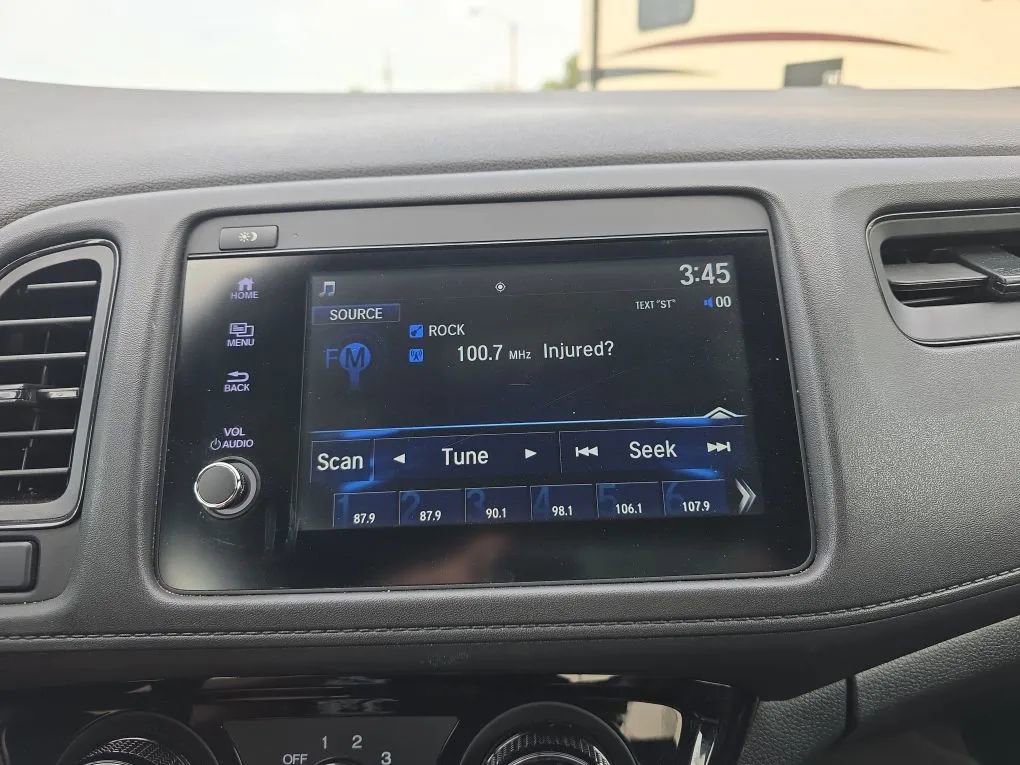 HOME
MENU
BACK
VOL
AUDIO
3:45
TEXT "ST"
00
SOURCE
FM
ROCK
100.7 MHz Injured?
Scan
Tune
Seek
1 87.9
2 87.9
3 90.1
4 98.1
5 106.1
6 107.9
OFF 1 2 3